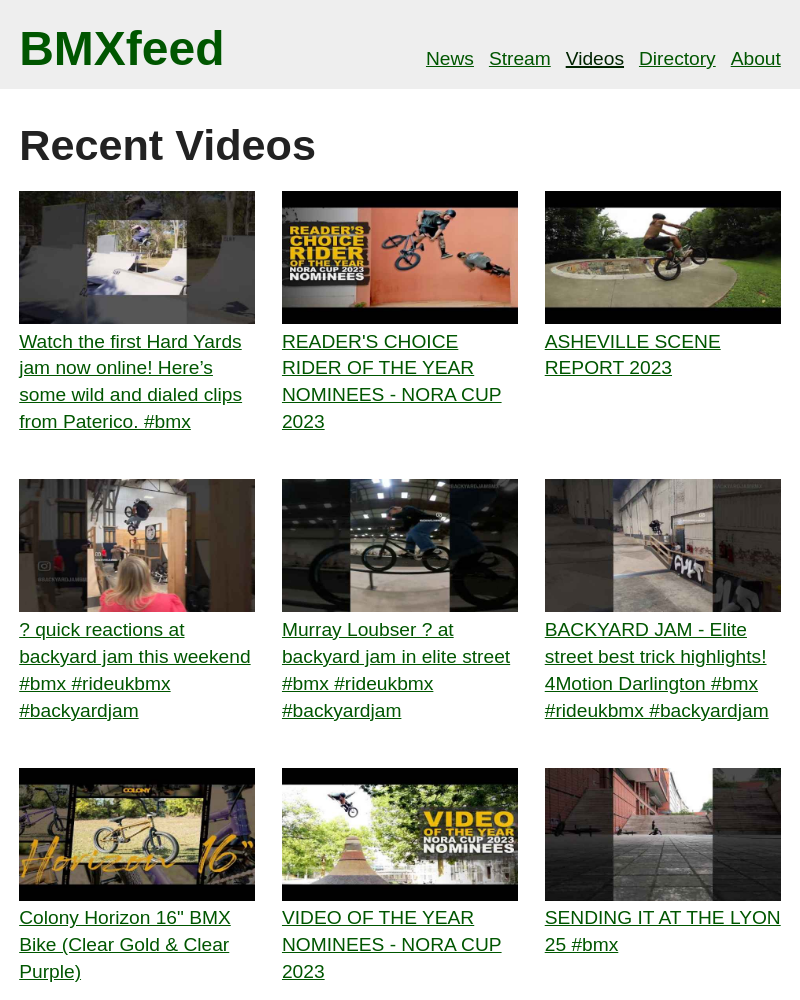 BMXfeed
News Stream Videos Directory About
Recent Videos
READER'S
CHOICE
RIDER
OF THE YEAR
NORA CUP 2023
NOMINEES
Watch the first Hard Yards
jam now online! Here’s
some wild and dialed clips
from Paterico. #bmx
READER'S CHOICE
RIDER OF THE YEAR
NOMINEES - NORA CUP
2023
ASHEVILLE SCENE
REPORT 2023
CULT
? quick reactions at
backyard jam this weekend
#bmx #rideukbmx
#backyardjam
Murray Loubser ? at
backyard jam in elite street
#bmx #rideukbmx
#backyardjam
BACKYARD JAM - Elite
street best trick highlights!
4Motion Darlington #bmx
#rideukbmx #backyardjam
COLONY
Horizon 16"
VIDEO
OF THE YEAR
NORA CUP 2023
NOMINEES
Colony Horizon 16" BMX
Bike (Clear Gold & Clear
Purple)
VIDEO OF THE YEAR
NOMINEES - NORA CUP
2023
SENDING IT AT THE LYON
25 #bmx